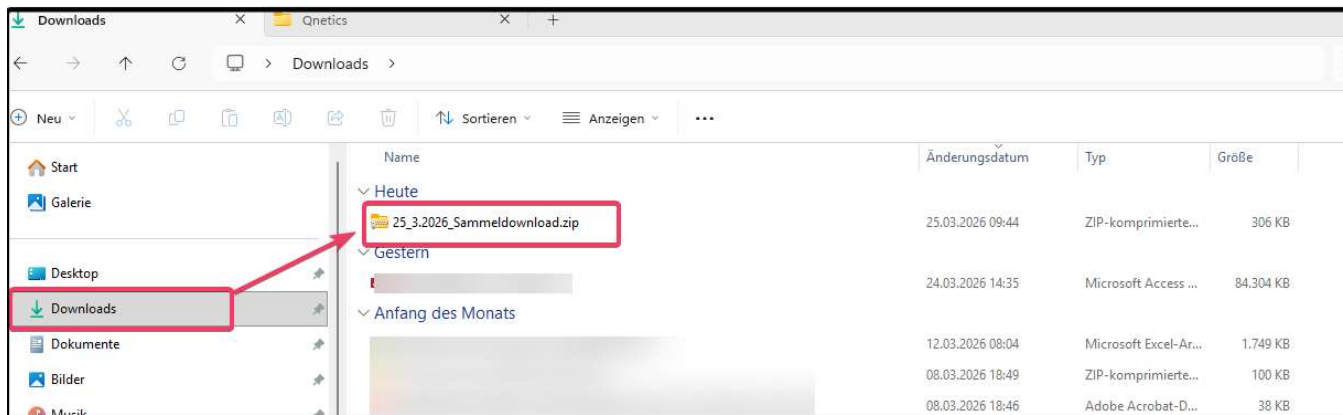 Downloads
Qnetics
Downloads
Neu
Sortieren
Anzeigen
Start
Galerie
Desktop
Downloads
Dokumente
Bilder
Musik
Name Änderungsdatum Typ Größe
Heute
25_3.2026_Sammeldownload.zip 25.03.2026 09:44 ZIP-komprimierte... 306 KB
Gestern
24.03.2026 14:35 Microsoft Access ... 84.304 KB
Anfang des Monats
12.03.2026 08:04 Microsoft Excel-Ar... 1.749 KB
08.03.2026 18:49 ZIP-komprimierte... 100 KB
08.03.2026 18:46 Adobe Acrobat-D... 38 KB